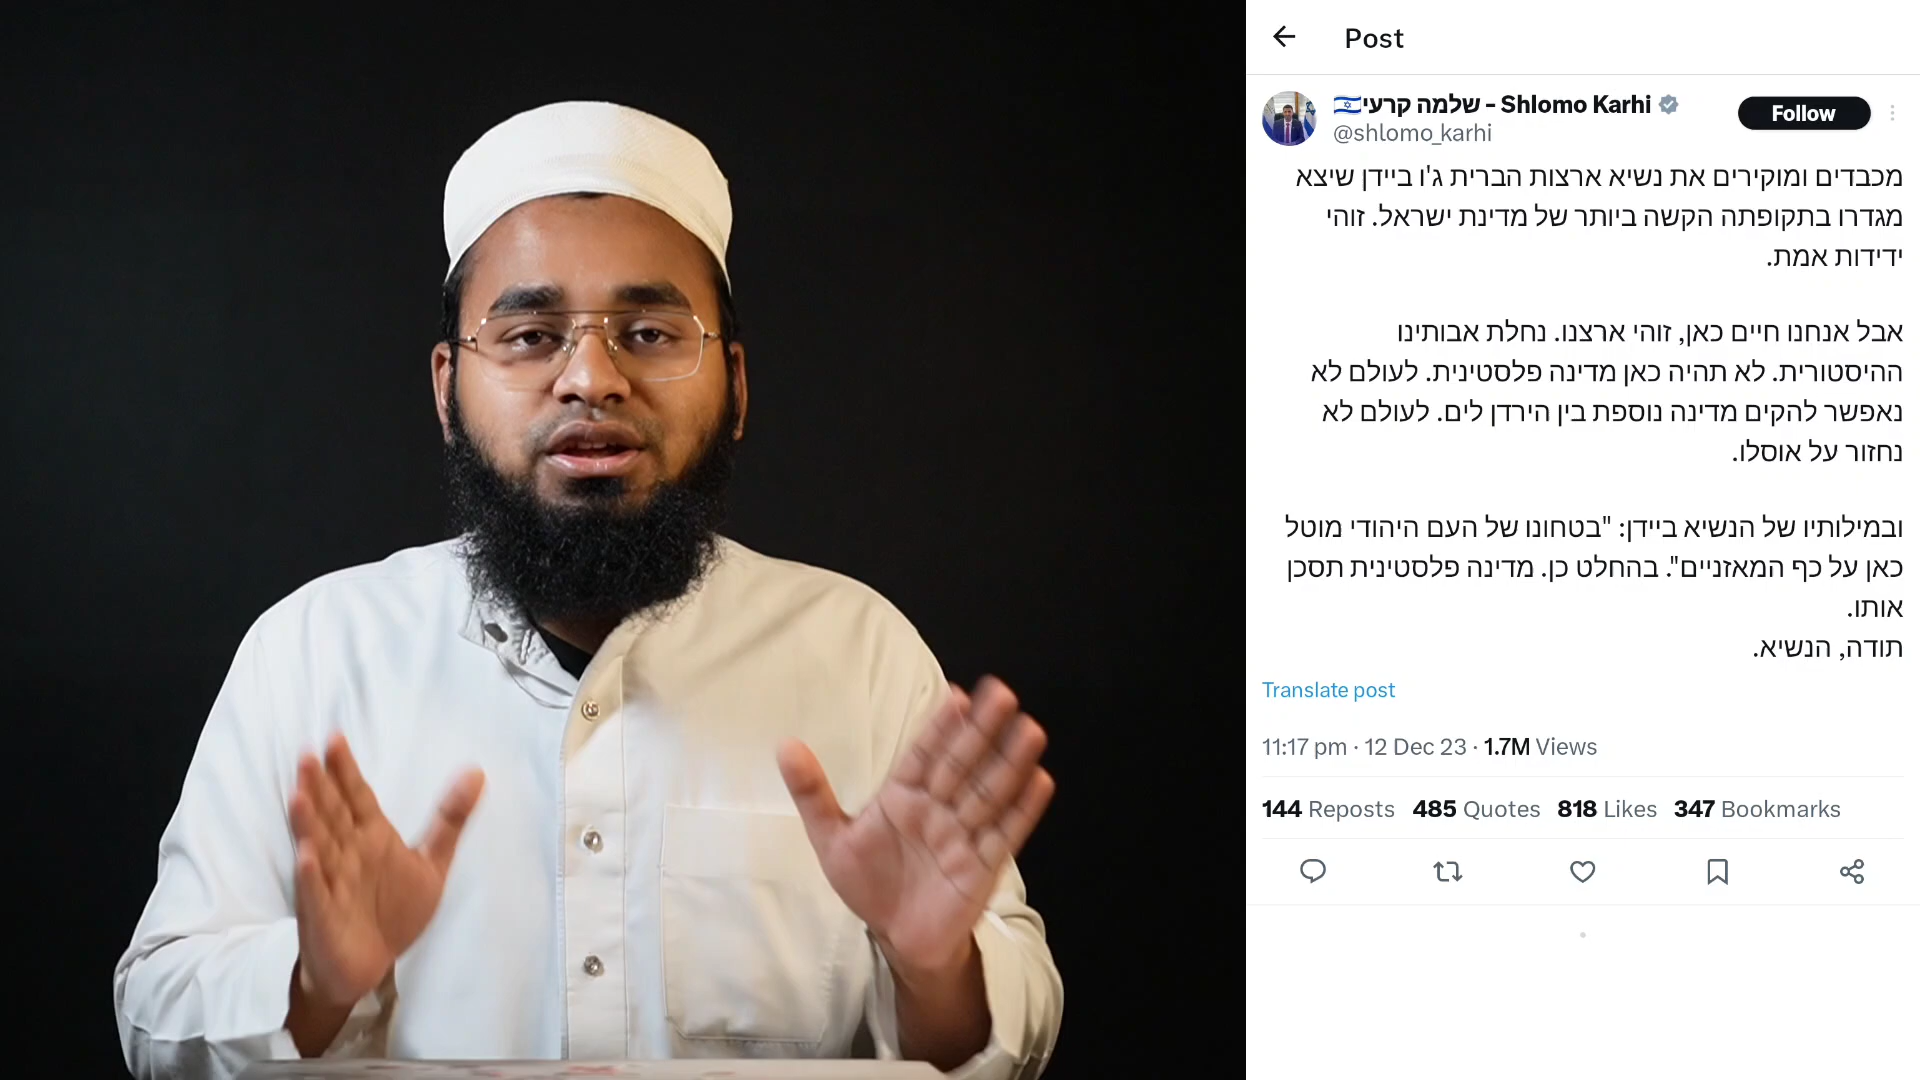 Post
שלמה קרעי - Shlomo Karhi
Follow
@shlomo_karhi
מכבדים ומוקירים את נשיא ארצות הברית ג'ו ביידן שיצא
מגדרו בתקופתה הקשה ביותר של מדינת ישראל. זוהי
ידידות אמת.
אבל אנחנו חיים כאן, זוהי ארצנו. נחלת אבותינו
ההיסטורית. לא תהיה כאן מדינה פלסטינית. לעולם לא
נאפשר להקים מדינה נוספת בין הירדן לים. לעולם לא
נחזור על אוסלו.
ובמילותיו של הנשיא ביידן: "בטחונו של העם היהודי מוטל
כאן על כף המאזניים". בהחלט כן. מדינה פלסטינית תסכן
אותו.
תודה, הנשיא.
Translate post
11:17 pm · 12 Dec 23 · 1.7M Views
144 Reposts 485 Quotes 818 Likes 347 Bookmarks